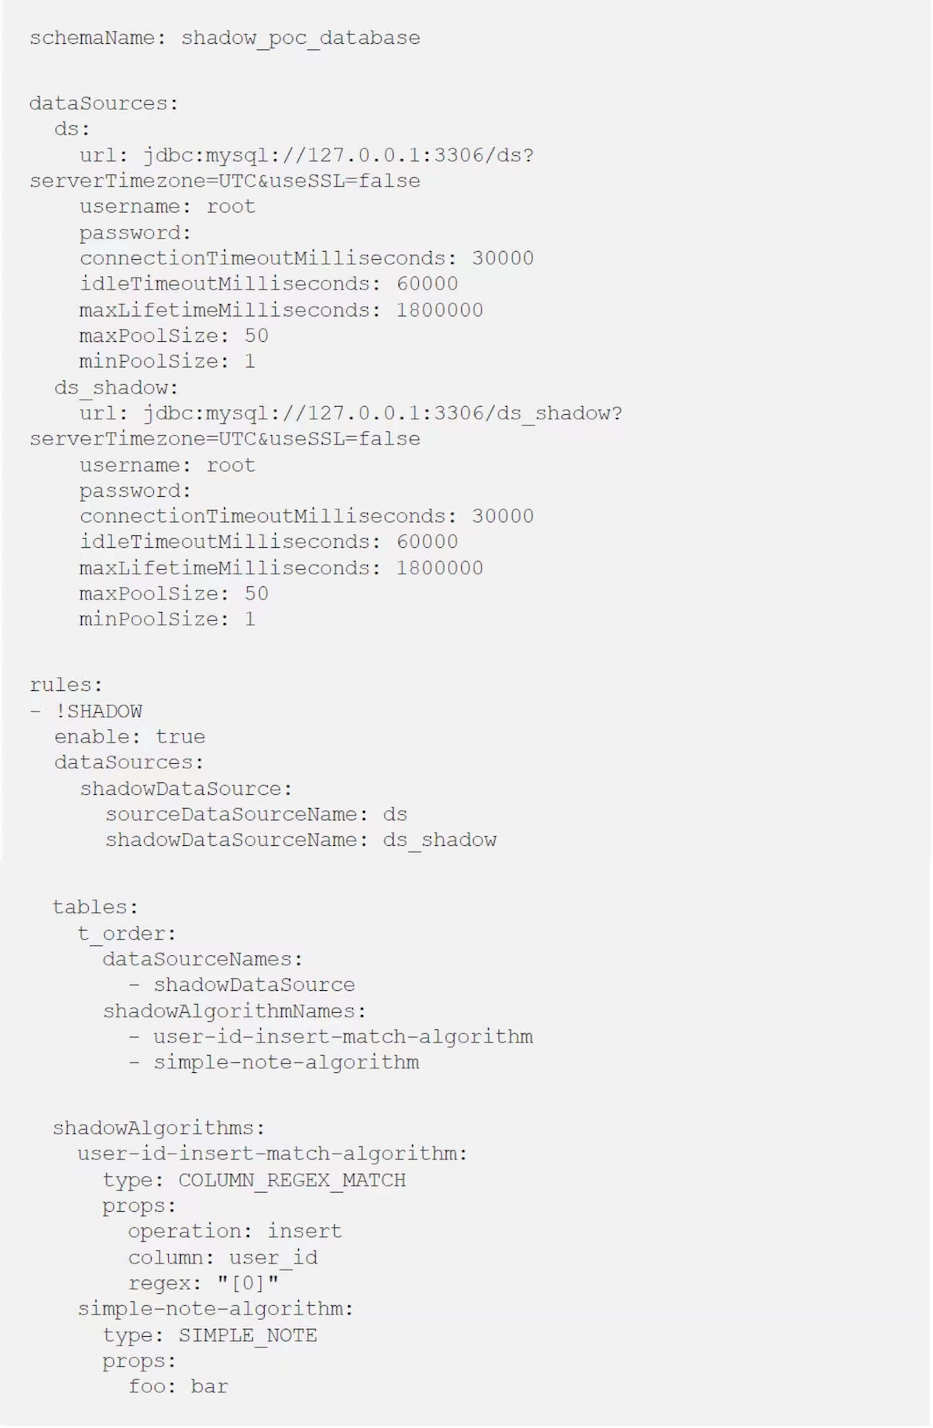 schemaName: shadow_poc_database
dataSources:
  ds:
    url: jdbc:mysql://127.0.0.1:3306/ds?
serverTimezone=UTC&useSSL=false
    username: root
    password:
    connectionTimeoutMilliseconds: 30000
    idleTimeoutMilliseconds: 60000
    maxLifetimeMilliseconds: 1800000
    maxPoolSize: 50
    minPoolSize: 1
  ds_shadow:
    url: jdbc:mysql://127.0.0.1:3306/ds_shadow?
serverTimezone=UTC&useSSL=false
    username: root
    password:
    connectionTimeoutMilliseconds: 30000
    idleTimeoutMilliseconds: 60000
    maxLifetimeMilliseconds: 1800000
    maxPoolSize: 50
    minPoolSize: 1
rules:
- !SHADOW
  enable: true
  dataSources:
    shadowDataSource:
      sourceDataSourceName: ds
      shadowDataSourceName: ds_shadow
  tables:
    t_order:
      dataSourceNames:
        - shadowDataSource
      shadowAlgorithmNames:
        - user-id-insert-match-algorithm
        - simple-note-algorithm
  shadowAlgorithms:
    user-id-insert-match-algorithm:
      type: COLUMN_REGEX_MATCH
      props:
        operation: insert
        column: user_id
        regex: "[0]"
    simple-note-algorithm:
      type: SIMPLE_NOTE
      props:
        foo: bar